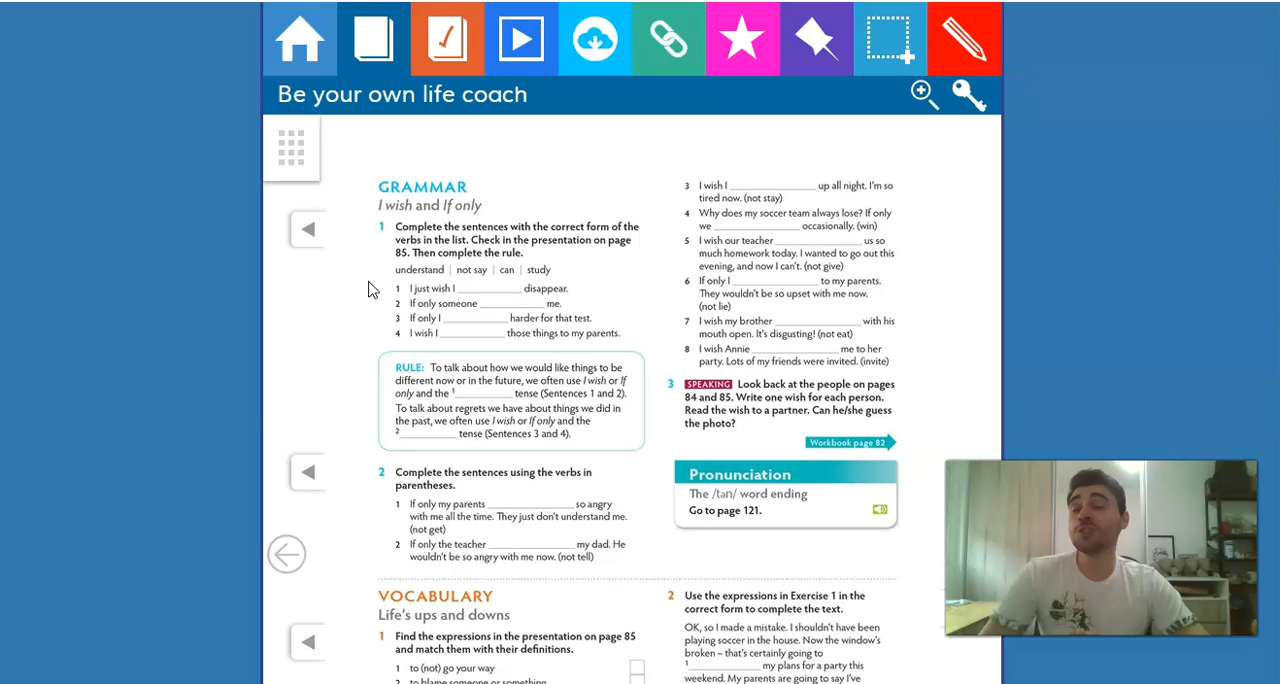 Be your own life coach
GRAMMAR
I wish and If only
1 Complete the sentences with the correct form of the
verbs in the list. Check in the presentation on page
85. Then complete the rule.
understand | not say | can | study
1 I just wish I ____________ disappear.
2 If only someone ____________ me.
3 If only I ____________ harder for that test.
4 I wish I ____________ those things to my parents.
RULE: To talk about how we would like things to be
different now or in the future, we often use I wish or If
only and the 1____________ tense (Sentences 1 and 2).
To talk about regrets we have about things we did in
the past, we often use I wish or If only and the
2____________ tense (Sentences 3 and 4).
2 Complete the sentences using the verbs in
parentheses.
1 If only my parents ________________ so angry
with me all the time. They just don't understand me.
(not get)
2 If only the teacher ________________ my dad. He
wouldn't be so angry with me now. (not tell)
3 I wish I ________________ up all night. I'm so
tired now. (not stay)
4 Why does my soccer team always lose? If only
we ________________ occasionally. (win)
5 I wish our teacher ________________ us so
much homework today. I wanted to go out this
evening, and now I can't. (not give)
6 If only I ________________ to my parents.
They wouldn't be so upset with me now.
(not lie)
7 I wish my brother ________________ with his
mouth open. It's disgusting! (not eat)
8 I wish Annie ________________ me to her
party. Lots of my friends were invited. (invite)
3 SPEAKING Look back at the people on pages
84 and 85. Write one wish for each person.
Read the wish to a partner. Can he/she guess
the photo?
Workbook page 82
Pronunciation
The /tən/ word ending
Go to page 121.
VOCABULARY
Life's ups and downs
1 Find the expressions in the presentation on page 85
and match them with their definitions.
1 to (not) go your way
2 to blame someone or something
2 Use the expressions in Exercise 1 in the
correct form to complete the text.
OK, so I made a mistake. I shouldn't have been
playing soccer in the house. Now the window's
broken – that's certainly going to
1____________ my plans for a party this
weekend. My parents are going to say I've